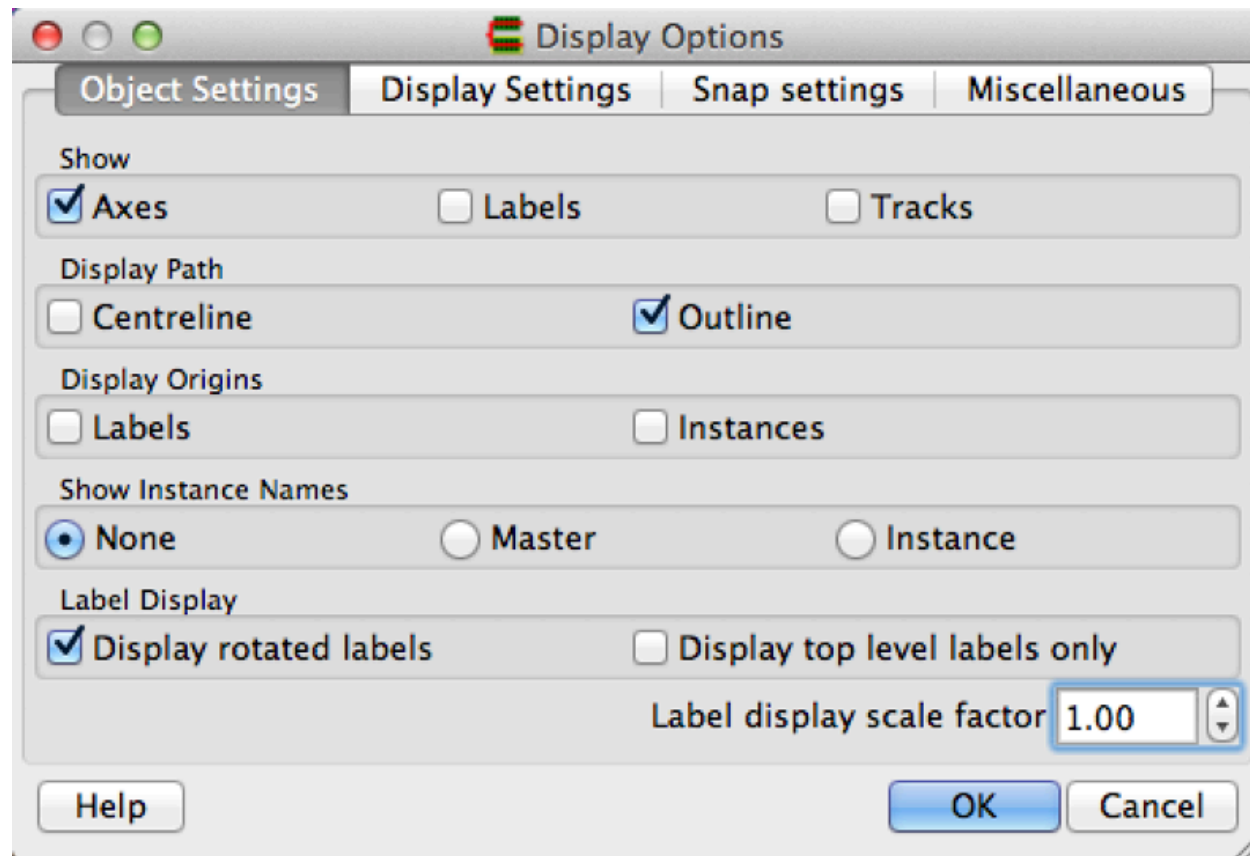 Display Options
Object Settings Display Settings Snap settings Miscellaneous
Show
Axes Labels Tracks
Display Path
Centreline Outline
Display Origins
Labels Instances
Show Instance Names
None Master Instance
Label Display
Display rotated labels Display top level labels only
Label display scale factor 1.00
Help OK Cancel